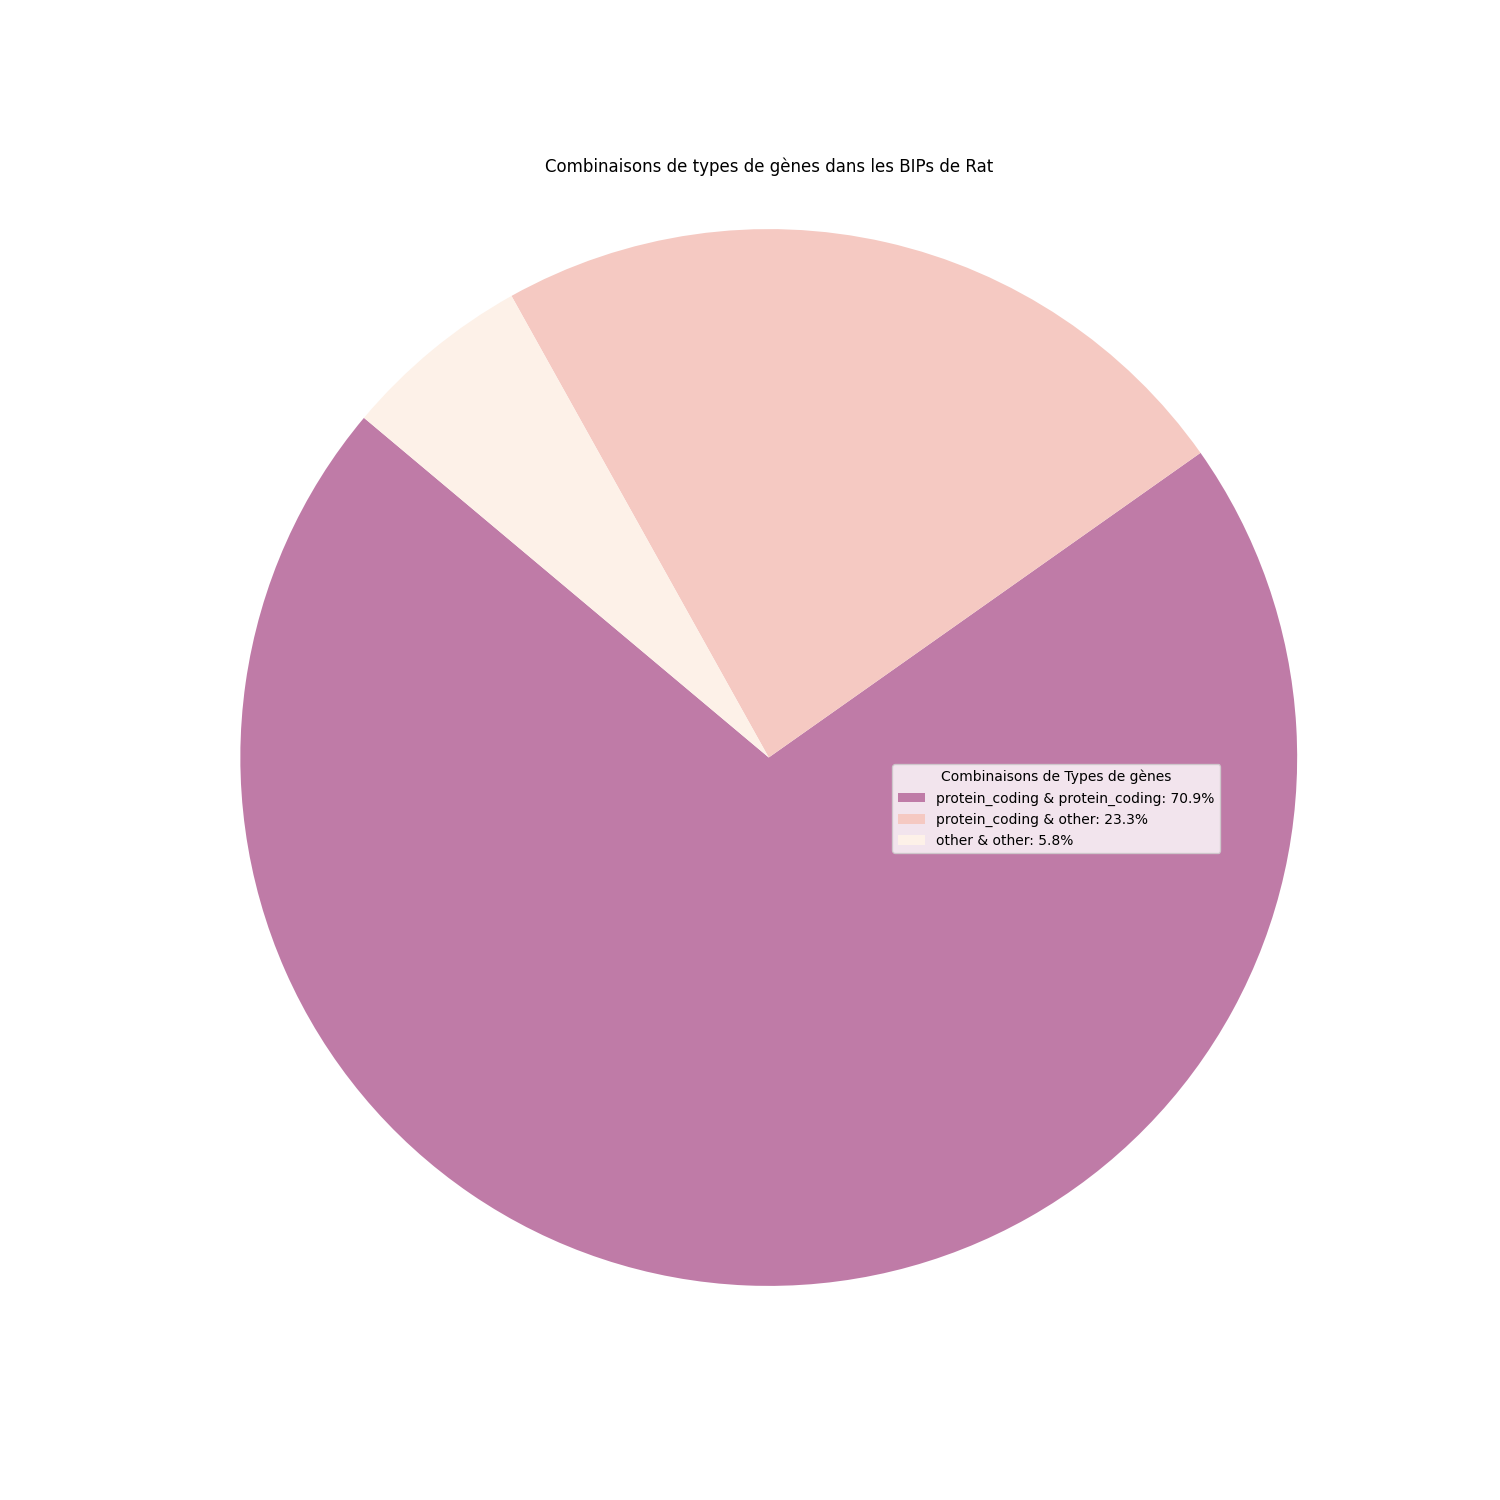 Combinaisons de types de gènes dans les BIPs de Rat
Combinaisons de Types de gènes
protein_coding & protein_coding: 70.9%
protein_coding & other: 23.3%
other & other: 5.8%